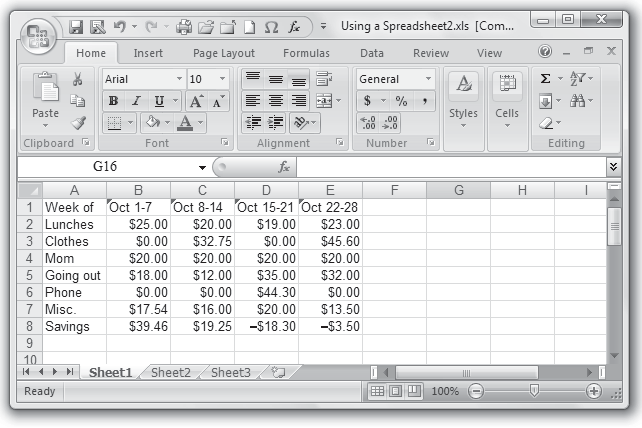 Using a Spreadsheet2.xls [Com...
Home Insert Page Layout Formulas Data Review View
Paste
Arial 10
B I U A A
A
General
$ % ,
Styles
Cells
Σ
Clipboard Font Alignment Number Editing
G16 fx
A B C D E F G H I
1 Week of Oct 1-7 Oct 8-14 Oct 15-21 Oct 22-28
2 Lunches $25.00 $20.00 $19.00 $23.00
3 Clothes $0.00 $32.75 $0.00 $45.60
4 Mom $20.00 $20.00 $20.00 $20.00
5 Going out $18.00 $12.00 $35.00 $32.00
6 Phone $0.00 $0.00 $44.30 $0.00
7 Misc. $17.54 $16.00 $20.00 $13.50
8 Savings $39.46 $19.25 –$18.30 –$3.50
9
10
Sheet1 Sheet2 Sheet3
Ready 100%